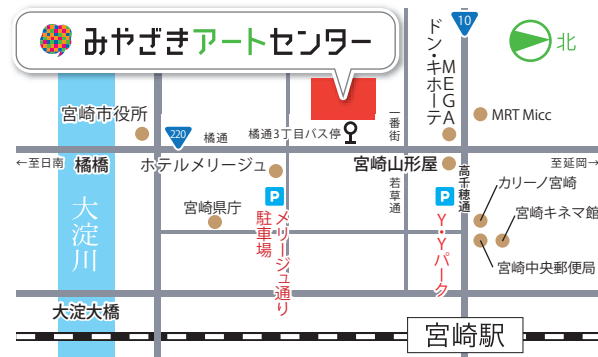 みやざきアートセンター
10
北
ドン・キホーテ
MEGA
MRT Micc
宮崎市役所
220
橘通
橘通3丁目バス停
一番街
←至日南
橘橋
ホテルメリージュ
宮崎山形屋
至延岡→
高千穂通
カリーノ宮崎
若草通
P
P
宮崎キネマ館
大淀川
宮崎県庁
メリージュ通り
駐車場
Y・Yパーク
宮崎中央郵便局
大淀大橋
宮崎駅